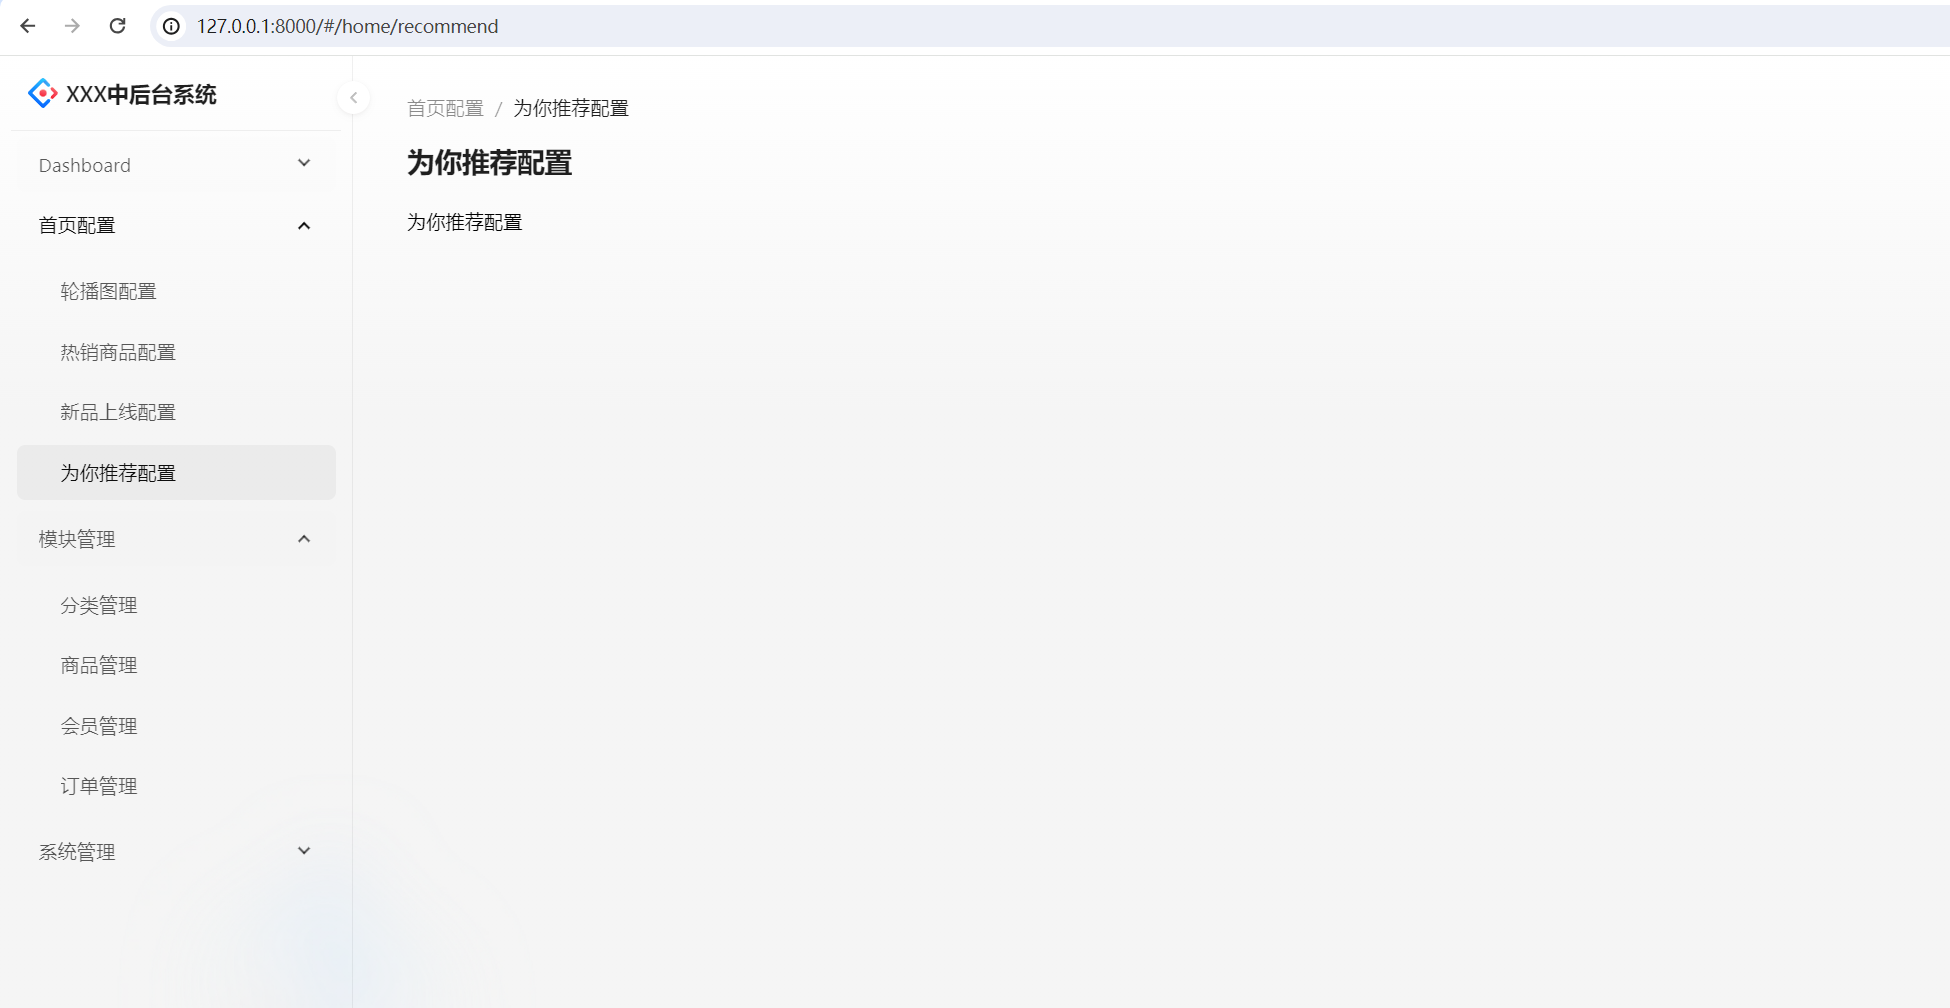 127.0.0.1:8000/#/home/recommend
XXX中后台系统
Dashboard
首页配置
轮播图配置
热销商品配置
新品上线配置
为你推荐配置
模块管理
分类管理
商品管理
会员管理
订单管理
系统管理
首页配置 / 为你推荐配置
为你推荐配置
为你推荐配置